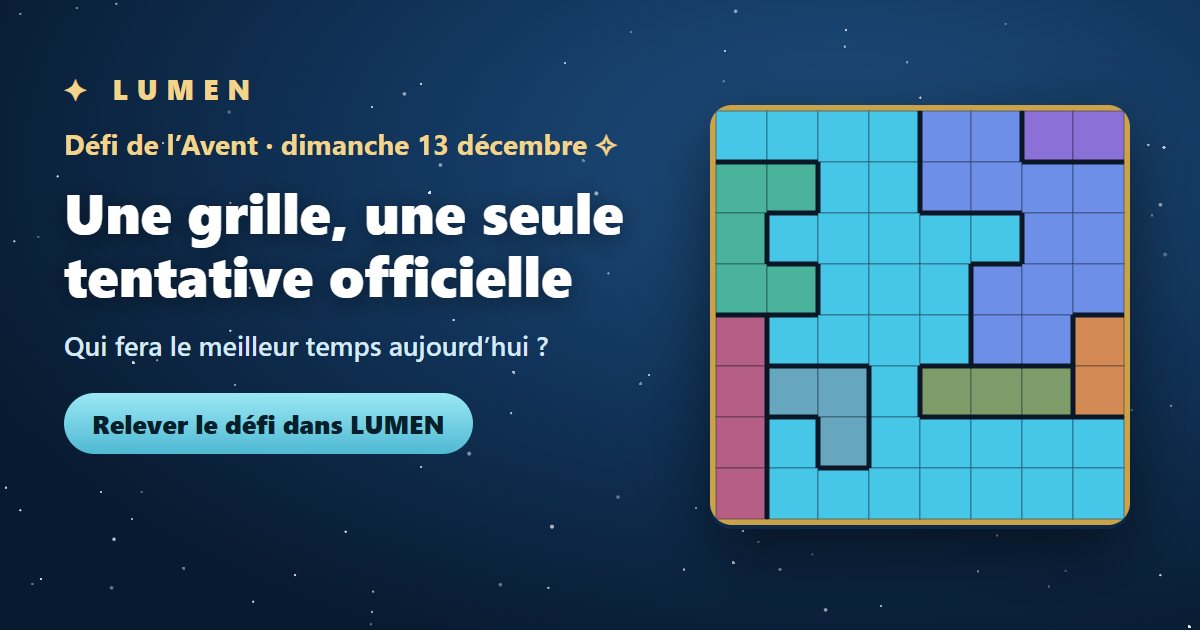 ✦ LUMEN
Défi de l’Avent · dimanche 13 décembre ✧
Une grille, une seule
tentative officielle
Qui fera le meilleur temps aujourd’hui ?
Relever le défi dans LUMEN